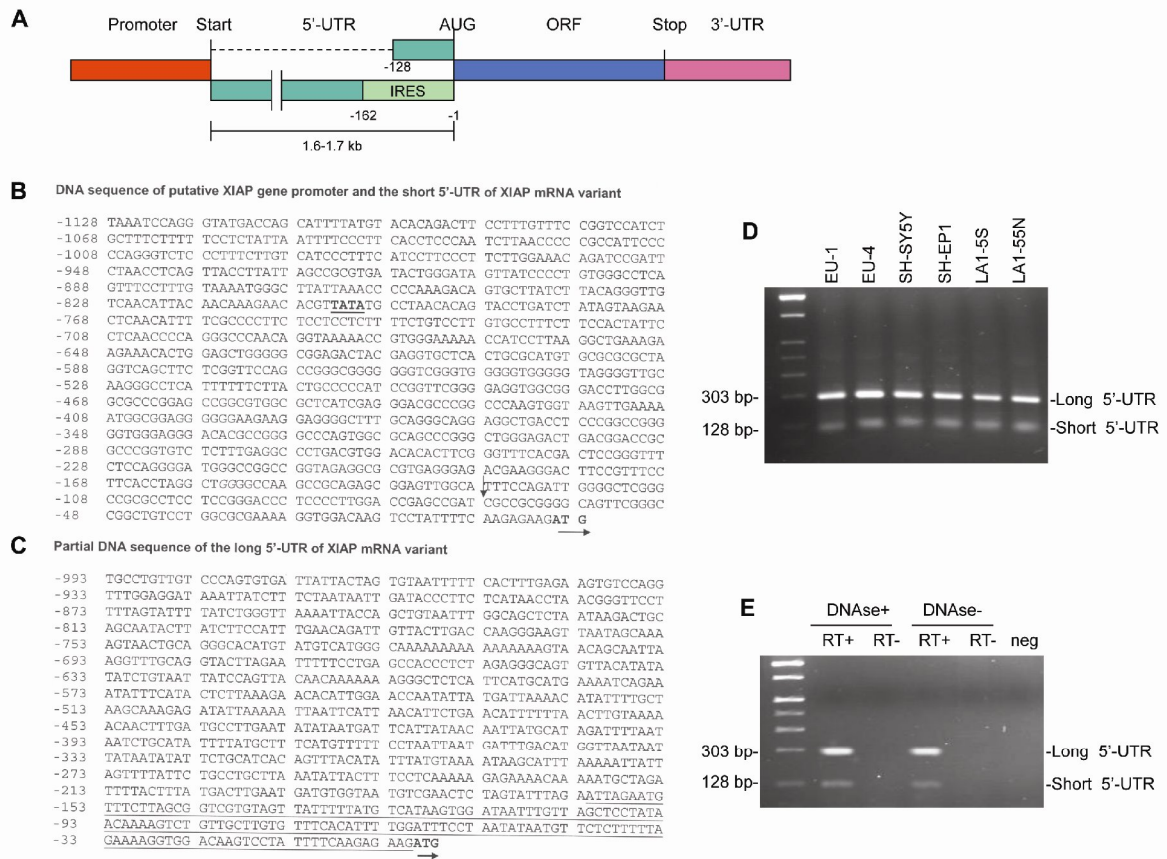 A
Promoter Start 5'-UTR AUG ORF Stop 3'-UTR
-128
IRES
-162 -1
1.6-1.7 kb
B DNA sequence of putative XIAP gene promoter and the short 5'-UTR of XIAP mRNA variant
-1128 TAAATCCAGG GTATGACCAG CATTTTATGT ACACAGACTT CCTTTGTTTC CGGTCCATCT
-1068 GCTTTCTTTT TCCTCTATTA ATTTTCCCTT CACCTCCCAA TCTTAACCCC CGCCATTCCC
-1008 CCAGGGTCTC CCTTTCTGTT CATCCCTTTC ATCCTTCCCT TCTTGGAAAC AGATCCGATT
-948 CTAACCTCAG TTACCTTATT AGCCGCGTGA TACTGGGATA GTTATCCCCC CTGTGGGCCTCA
-888 GTTTCCTTTG TAAAATGGGC TTATTAAACC CCCAAAGACA GTGCTTATCT TACAGGGTTG
-828 TCAACATTAC AACAAAGAAC ACGTTATATG CCTAACACAG TACCTGATCT ATAGTAAGAA
-768 CTCAACATTT TCGCCCCTTC TCCTCCTCTT TTCTGTCCTT GTGCCTTTCT TCCACTATTC
-708 CTCAACCCCA GGGCCCAACA GGTAAAAACC GTGGGAAAAA CCATCCTTAA GGCTGAAAGA
-648 AGAAACACTG GAGCTGGGGG CGGAGACTAC GAGGTGCTCA CTGCGCATGT GCGCGCGCTA
-588 GGTCAGCTTC TCGGTTCCAG CCGGGCGGGG GGGTCGGGTG GGGGTGGGGG TAGGGGTTGC
-528 AAGGGCCTCA TTTTTTCTTA CTGCCCCCAT CCGGTTCGGG GAGGTGGCGG GACCTTGGCG
-468 GCGCCCGGAG CCGGCGTGGC GCTCATCGAG GGACGCCCGG CCCAAGTGGT AAGTTGAAAA
-408 ATGGCGGAGG GGGGAAGAAG GAGGGGCTTT GCAGGGCAGG AGGCTGACCT CCCGGCCGGG
-348 GGTGGGAGGG ACACGCCGGG GCCCAGTGGC AGCCCGGGCT GGGAGACTGA CGGACCGC
-288 GCCCGGTGTC TCTTTGAGGC CCTGACGTGG ACACACTTCG GGTTTCACGA CTCCGGGTTT
-228 CTCCAGGGGA TGGGCCGGCC GGTAGAGGCG CGTGAGGGAG ACGAAGGGAC TTCCGTTTCC
-168 TTCACCTAGG CTGGGGCCAA GCCGCAGAGC GGAGTTGGCA TTTCCAGATT GGGGCTCGGG
-108 CCGCGCCTCC TCCGGGACCC TCCCCTTGGA CCGAGCCGAT CGCCGCGGGG CAGTTCGGGC
-48 CGGCTGTCCT GGCGCGAAAA GGTGGACAAG TCCTATTTTC AAGAGAAGAT G
C Partial DNA sequence of the long 5'-UTR of XIAP mRNA variant
-993 TGCCTGTTGT CCCAGTGTGA TTATTACTAG TGTAATTTTT CACTTTGAGA AGTGTCCAGG
-933 TTTGGAGGAT AAATTATCTT TCTAATAATT GATACCCTTC TCATAACCTA ACGGGTTCCT
-873 TTTAGTATTT TATCTGGGTT AAAATTACCA GCTGTAATTT GGCAGCTCTA ATAAGACTGC
-813 AGCAATACTT ATCTTCCATT TGAACAGATT GTTACTTGAC CAAGGGAAGT TAATAGCAAA
-753 AGTAACTGCA GGGCACATGT ATGTCATGGG CAAAAAAAAA AAAAAAAGTA ACAGCAATTA
-693 AGGTTTGCAG GTACTTAGAA TTTTTCCTGA GCCACCCTCT AGAGGGCAGT GTTACATATA
-633 TATCTGTAAT TATCCAGTTA CAACAAAAAA AGGGCTCTCA TTCATGCATG AAAATCAGAA
-573 ATATTTCATA CTCTTAAAGA ACACATTGGA ACCAATATTA TGATTAAAAC ATATTTTGCT
-513 AAGCAAAGAG ATATTAAAAA TTAATTCATT AACATTCTGA ACATTTTTTA ACTTGTAAAA
-453 ACAACTTTGA TGCCTTGAAT ATATAATGAT TCATTATAAC AATTATGCAT AGATTTTAAT
-393 AATCTGCATA TTTTATGCTT TCATGTTTTT CCTAATTAAT GATTTGACAT GGTTAATAAT
-333 TATAATATAT TCTGCATCAC AGTTTACATA TTTATGTAAA ATAAGCATTT AAAAATTATT
-273 AGTTTTATTC TGCCTGCTTA AATATTACTT TCCTCAAAAA GAGAAAACAA AAATGCTAGA
-213 TTTTACTTTA TGACTTGAAT GATGTGGTAA TGTCGAACTC TAGTATTTAG AATTAGAATG
-153 TTTCTTAGCG GTCGTGTAGT TATTTTTATG TCATAAGTGG ATAATTTGTT AGCTCCTATA
-93 ACAAAAGTCT GTTGCTTGTG TTTCACATTT TGGATTTCCT AATATAATGT TCTCTTTTTA
-33 GAAAAGGTGG ACAAGTCCTA TTTTCAAGAG AAGATG
D
EU-1 EU-4 SH-SY5Y SH-EP1 LA1-5S LA1-55N
303 bp- -Long 5'-UTR
128 bp- -Short 5'-UTR
E
DNAse+ DNAse-
RT+ RT- RT+ RT- neg
303 bp- -Long 5'-UTR
128 bp- -Short 5'-UTR